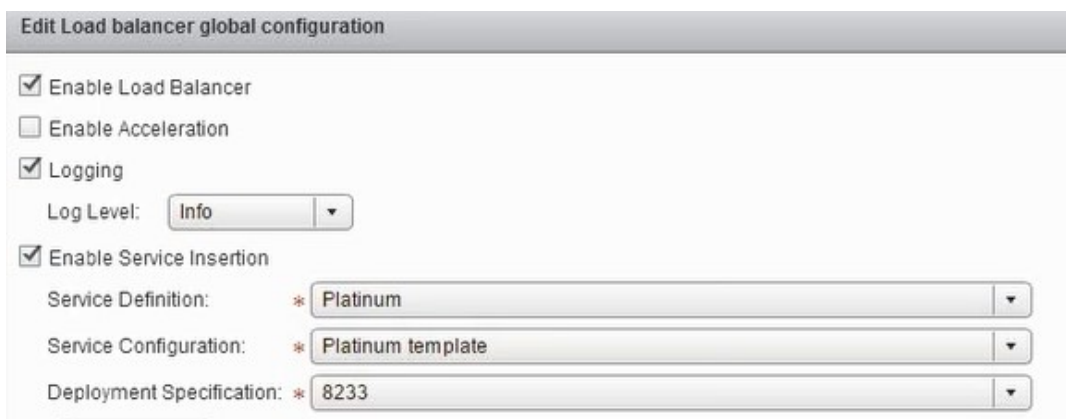 Edit Load balancer global configuration
Enable Load Balancer
Enable Acceleration
Logging
Log Level: Info
Enable Service Insertion
Service Definition: * Platinum
Service Configuration: * Platinum template
Deployment Specification: * 8233